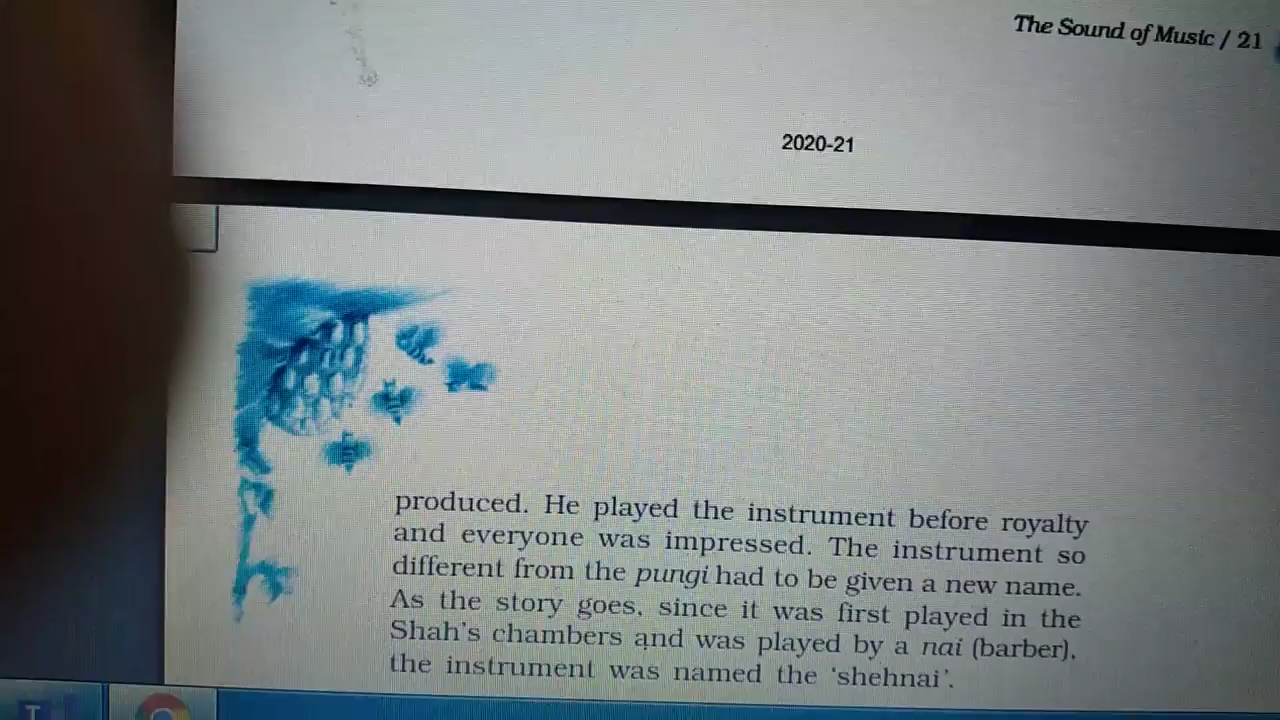 The Sound of Music / 21
2020-21
produced. He played the instrument before royalty
and everyone was impressed. The instrument so
different from the pungi had to be given a new name.
As the story goes, since it was first played in the
Shah's chambers and was played by a nai (barber),
the instrument was named the 'shehnai'.
T